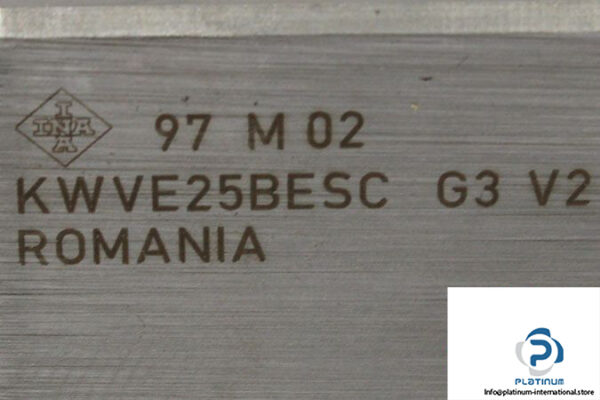 INA
97 M 02
KWVE25BESC G3 V2
ROMANIA
PLATINUM
Info@platinum-international.store